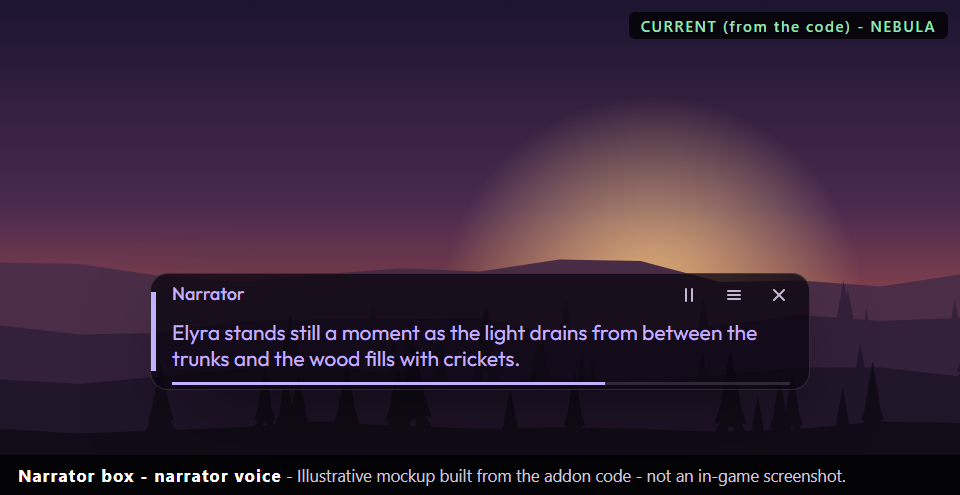 CURRENT (from the code) - NEBULA
Narrator
Elyra stands still a moment as the light drains from between the
trunks and the wood fills with crickets.
Narrator box - narrator voice - Illustrative mockup built from the addon code - not an in-game screenshot.